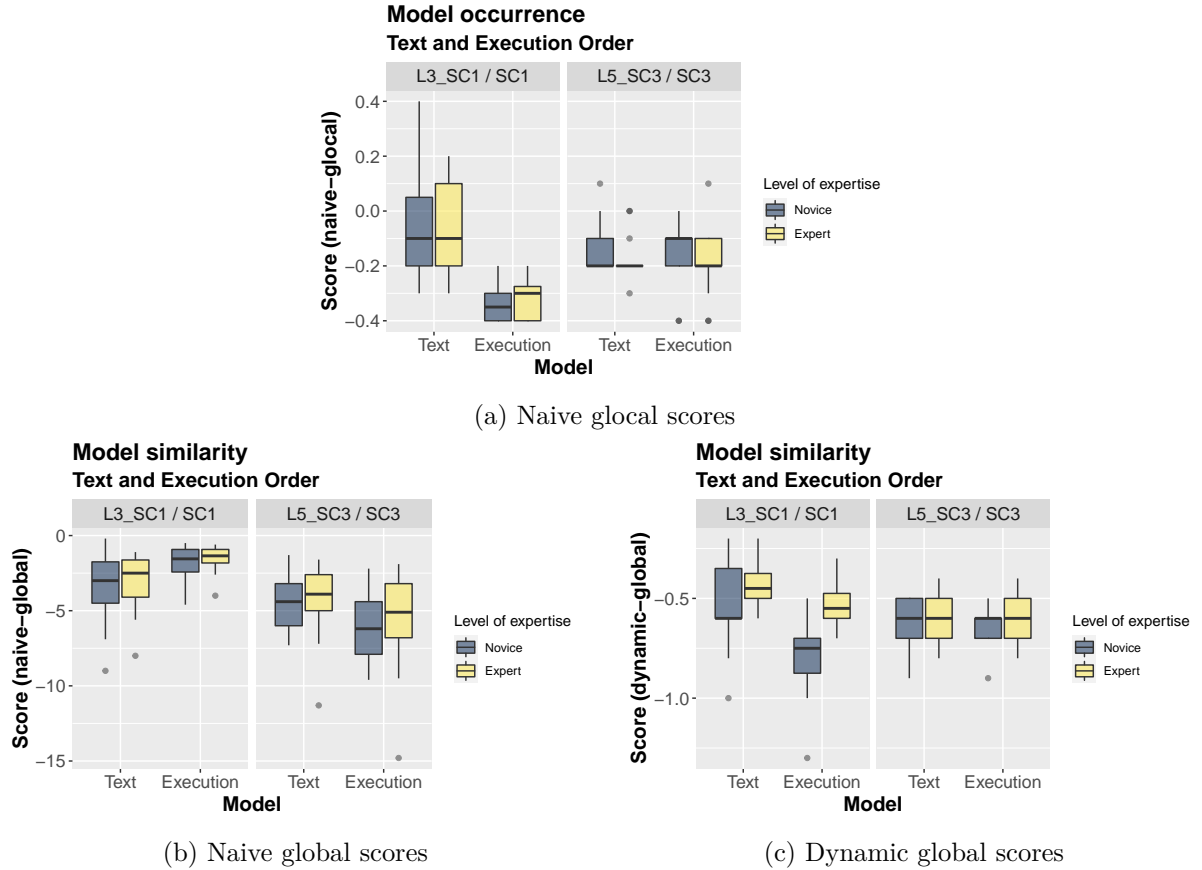 Model occurrence
Text and Execution Order
L3_SC1 / SC1 L5_SC3 / SC3
Score (naive−glocal)
0.4
0.2
0.0
−0.2
−0.4
Text Execution Text Execution
Model
Level of expertise
Novice
Expert
(a) Naive glocal scores
Model similarity
Text and Execution Order
L3_SC1 / SC1 L5_SC3 / SC3
Score (naive−global)
0
−5
−10
−15
Text Execution Text Execution
Model
Level of expertise
Novice
Expert
(b) Naive global scores
Model similarity
Text and Execution Order
L3_SC1 / SC1 L5_SC3 / SC3
Score (dynamic−global)
−0.5
−1.0
Text Execution Text Execution
Model
Level of expertise
Novice
Expert
(c) Dynamic global scores